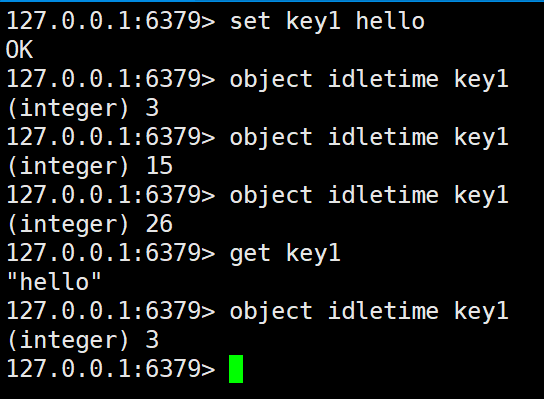 127.0.0.1:6379> set key1 hello
OK
127.0.0.1:6379> object idletime key1
(integer) 3
127.0.0.1:6379> object idletime key1
(integer) 15
127.0.0.1:6379> object idletime key1
(integer) 26
127.0.0.1:6379> get key1
"hello"
127.0.0.1:6379> object idletime key1
(integer) 3
127.0.0.1:6379>